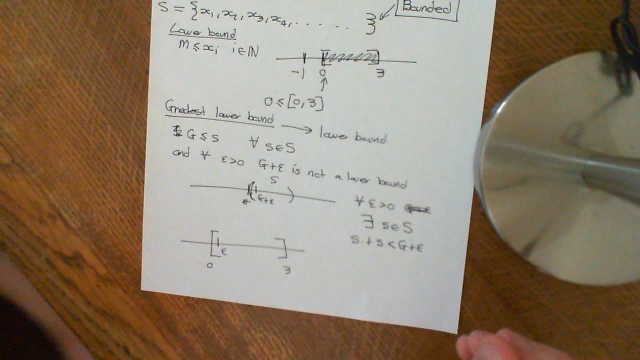 S = {x₁, x₂, x₃, x₄, . . . . . . }
Bounded
Lower bound
m ≤ xᵢ i∈ℕ
-1 0 3
0 ≤ [0, 3]
Greatest lower bound → lower bound
G ≤ s ∀ s∈S
and ∀ ε>0 G+ε is not a lower bound
S
G+ε
∀ ε>0
∃ s∈S
s.t s<G+ε
ε
0 3